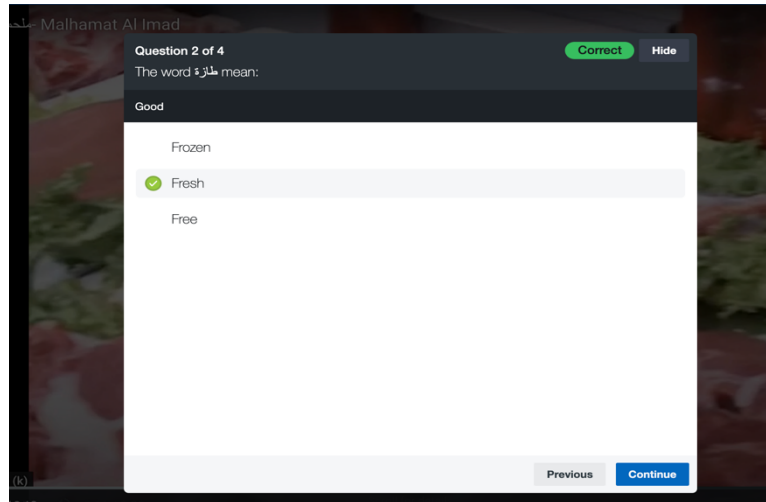 ملحمة - Malhamat Al Imad
Question 2 of 4
Correct
Hide
The word طازة mean:
Good
Frozen
Fresh
Free
Previous
Continue
(k)